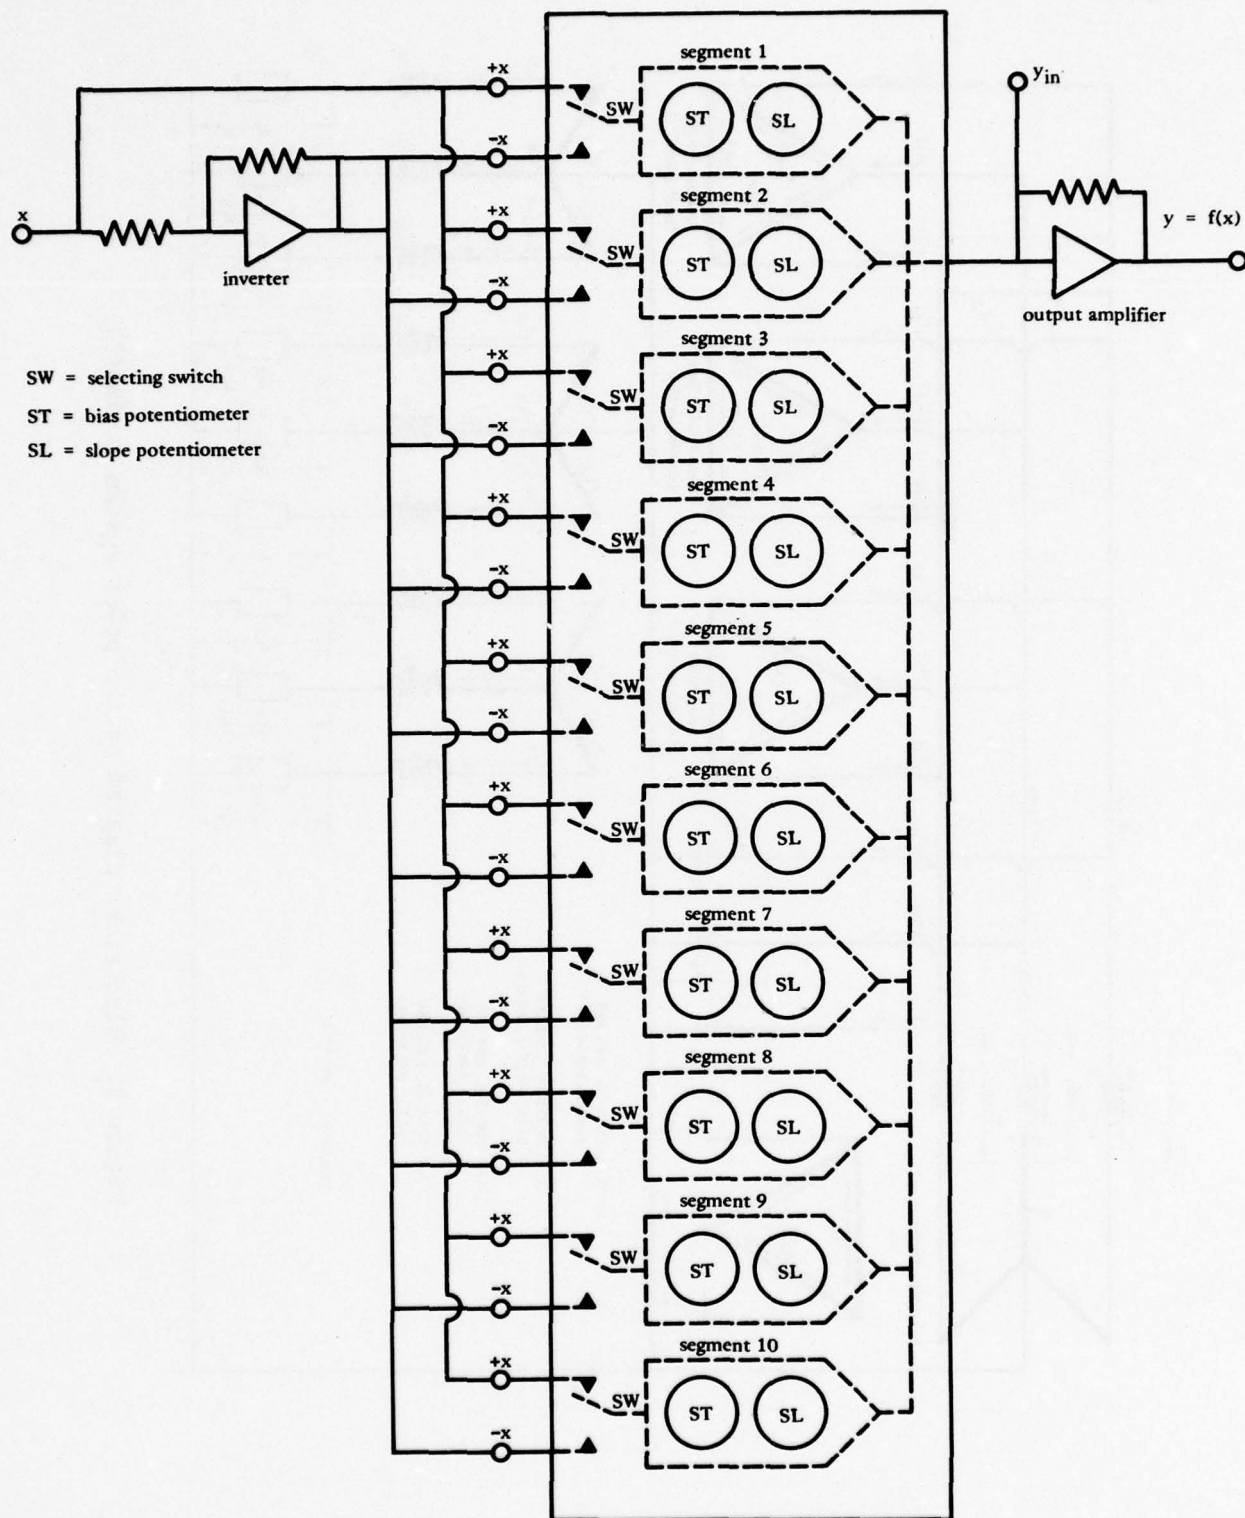 segment 1
+x
SW
ST
SL
y_in
−x
x
inverter
segment 2
+x
SW
ST
SL
−x
y = f(x)
output amplifier
SW = selecting switch
ST = bias potentiometer
SL = slope potentiometer
segment 3
+x
SW
ST
SL
−x
segment 4
+x
SW
ST
SL
−x
segment 5
+x
SW
ST
SL
−x
segment 6
+x
SW
ST
SL
−x
segment 7
+x
SW
ST
SL
−x
segment 8
+x
SW
ST
SL
−x
segment 9
+x
SW
ST
SL
−x
segment 10
+x
SW
ST
SL
−x